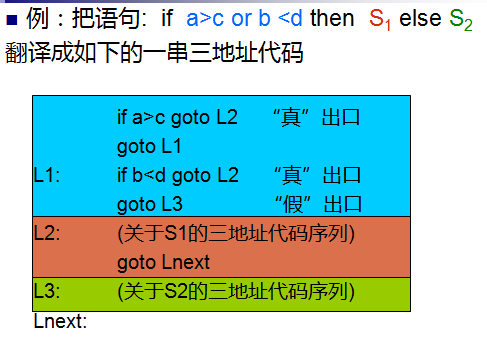 ■ 例：把语句: if a>c or b <d then S₁ else S₂
翻译成如下的一串三地址代码
if a>c goto L2 “真”出口
goto L1
L1: if b<d goto L2 “真”出口
goto L3 “假”出口
L2: (关于S1的三地址代码序列)
goto Lnext
L3: (关于S2的三地址代码序列)
Lnext: